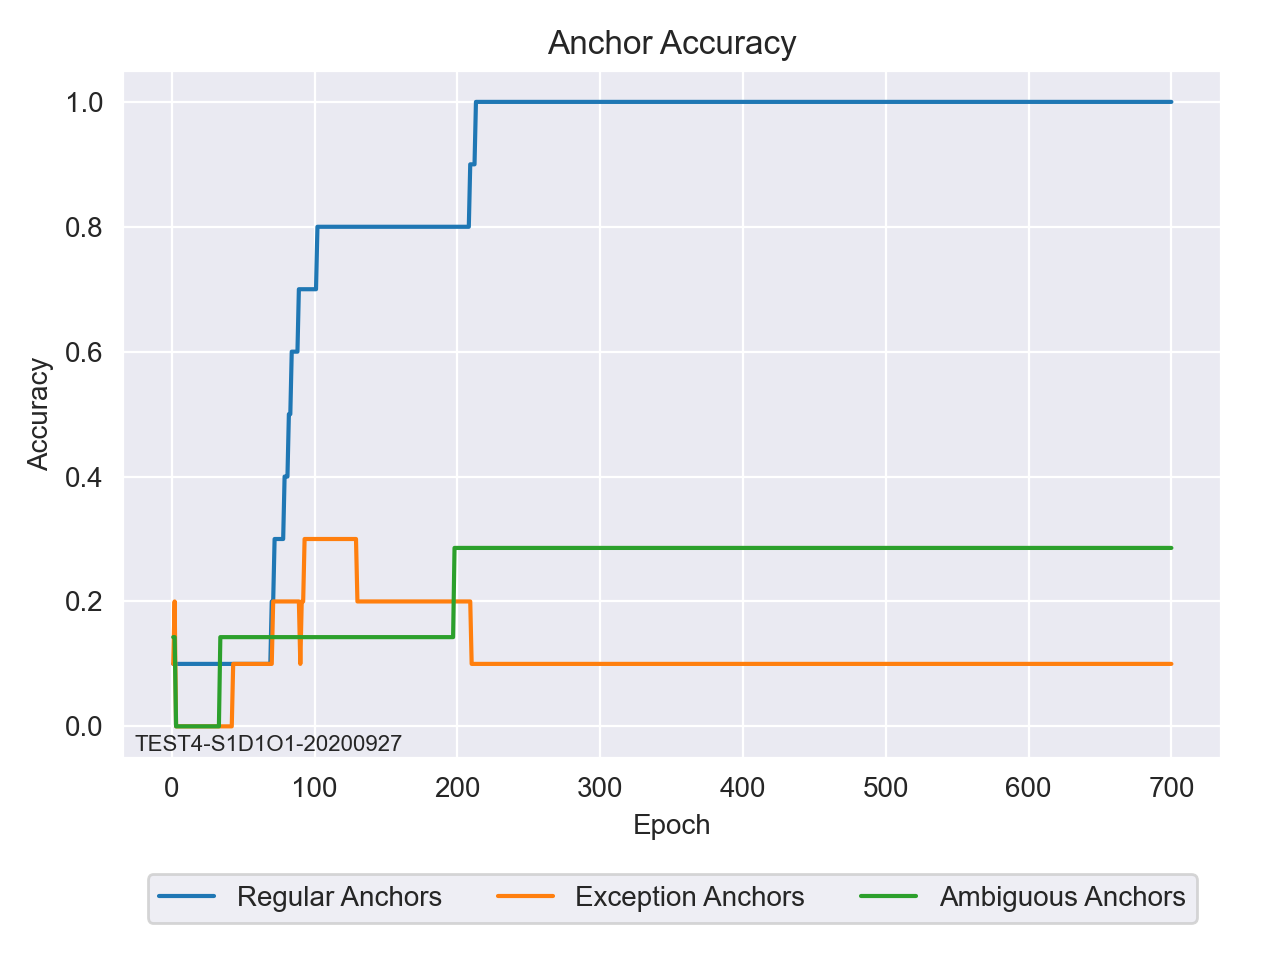 Anchor Accuracy
1.0
0.8
0.6
0.4
0.2
0.0
Accuracy
TEST4-S1D1O1-20200927
0 100 200 300 400 500 600 700
Epoch
Regular Anchors Exception Anchors Ambiguous Anchors